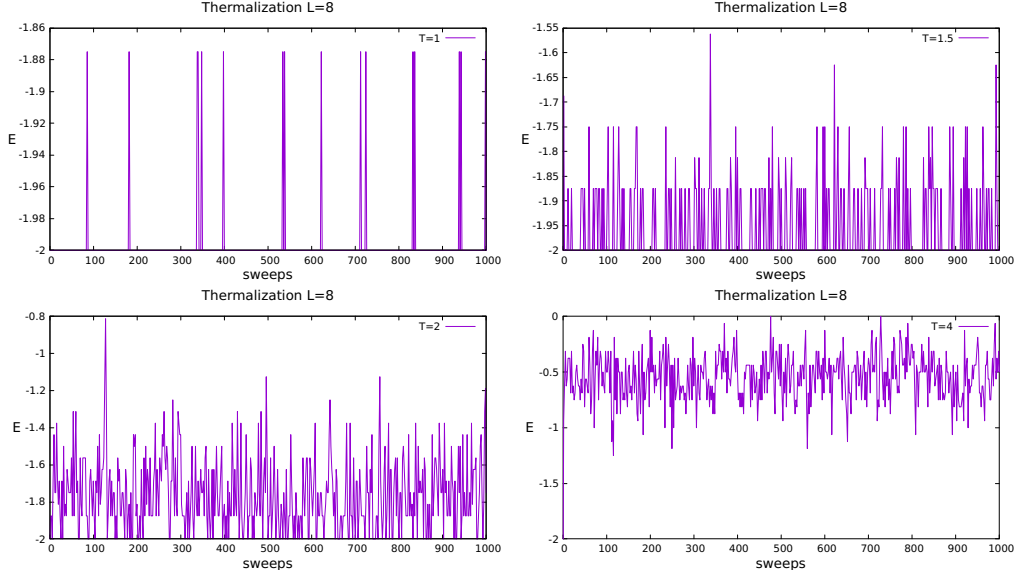 Thermalization L=8
-1.86
T=1
-1.88
-1.9
-1.92
E
-1.94
-1.96
-1.98
-2
0 100 200 300 400 500 600 700 800 900 1000
sweeps
Thermalization L=8
-1.55
T=1.5
-1.6
-1.65
-1.7
-1.75
E
-1.8
-1.85
-1.9
-1.95
-2
0 100 200 300 400 500 600 700 800 900 1000
sweeps
Thermalization L=8
-0.8
T=2
-1
-1.2
-1.4
E
-1.6
-1.8
-2
0 100 200 300 400 500 600 700 800 900 1000
sweeps
Thermalization L=8
0
T=4
-0.5
E
-1
-1.5
-2
0 100 200 300 400 500 600 700 800 900 1000
sweeps